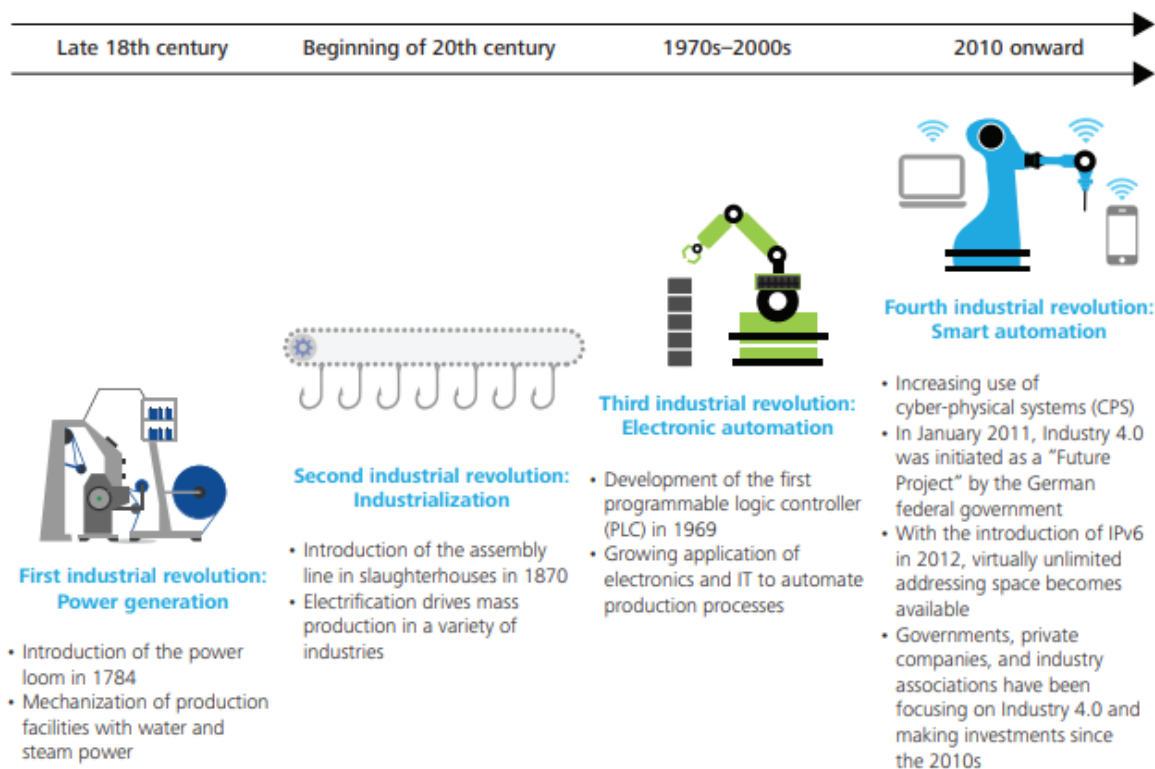 Late 18th century
Beginning of 20th century
1970s–2000s
2010 onward
First industrial revolution:
Power generation
• Introduction of the power
loom in 1784
• Mechanization of production
facilities with water and
steam power
Second industrial revolution:
Industrialization
• Introduction of the assembly
line in slaughterhouses in 1870
• Electrification drives mass
production in a variety of
industries
Third industrial revolution:
Electronic automation
• Development of the first
programmable logic controller
(PLC) in 1969
• Growing application of
electronics and IT to automate
production processes
Fourth industrial revolution:
Smart automation
• Increasing use of
cyber-physical systems (CPS)
• In January 2011, Industry 4.0
was initiated as a “Future
Project” by the German
federal government
• With the introduction of IPv6
in 2012, virtually unlimited
addressing space becomes
available
• Governments, private
companies, and industry
associations have been
focusing on Industry 4.0 and
making investments since
the 2010s